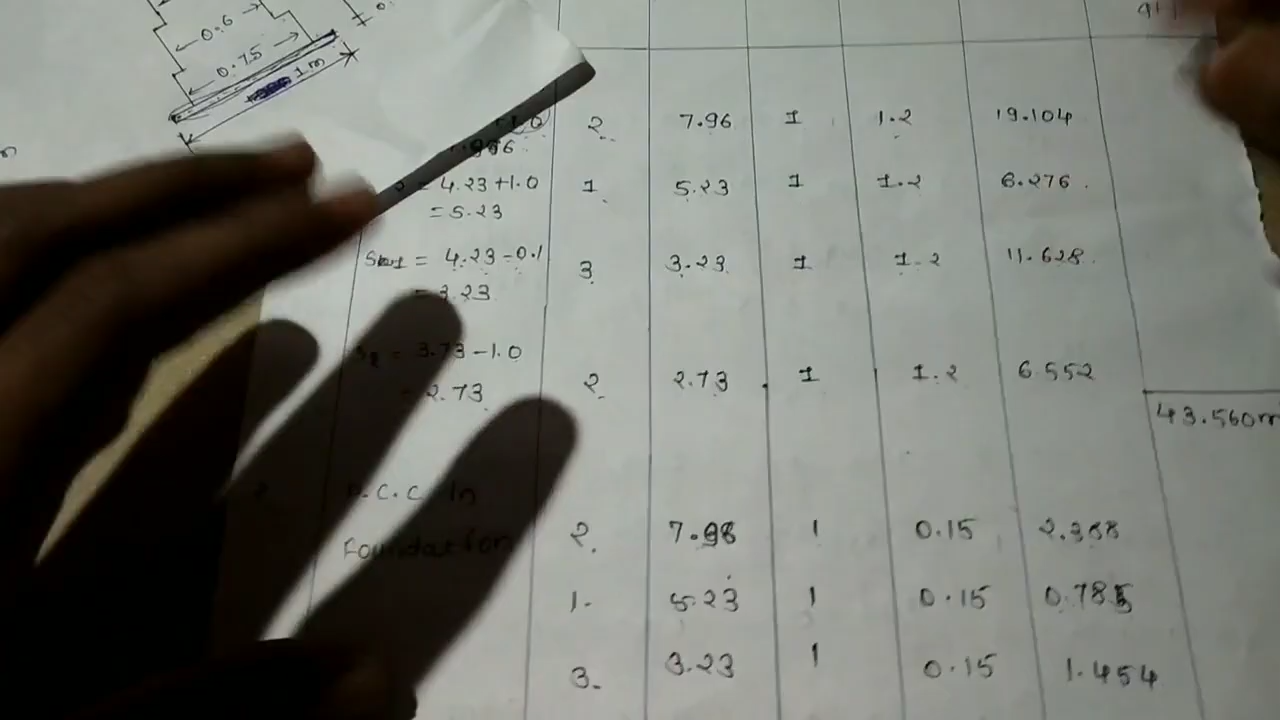 0.6
0.75
1m
2 7.96 1 1.2 19.104
4.23+1.0 1 5.23 1 1.2 6.276
=5.23
= 4.23-0.1 3 3.23 1 1.2 11.628
= 3.23
= 3.73-1.0 2 2.73 1 1.2 6.552
= 2.73
43.560m
.C.C In
Foundation 2. 7.98 1 0.15 2.388
1. 5.23 1 0.15 0.785
3. 3.23 1 0.15 1.454